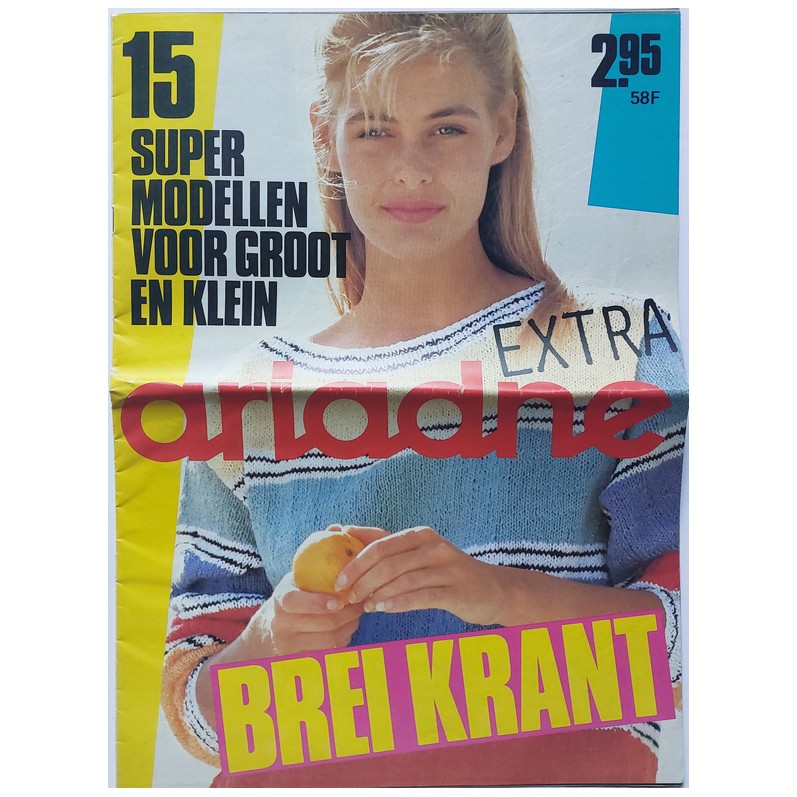 15
SUPER
MODELLEN
VOOR GROOT
EN KLEIN
2.95
58F
EXTRA
ariadne
BREI KRANT